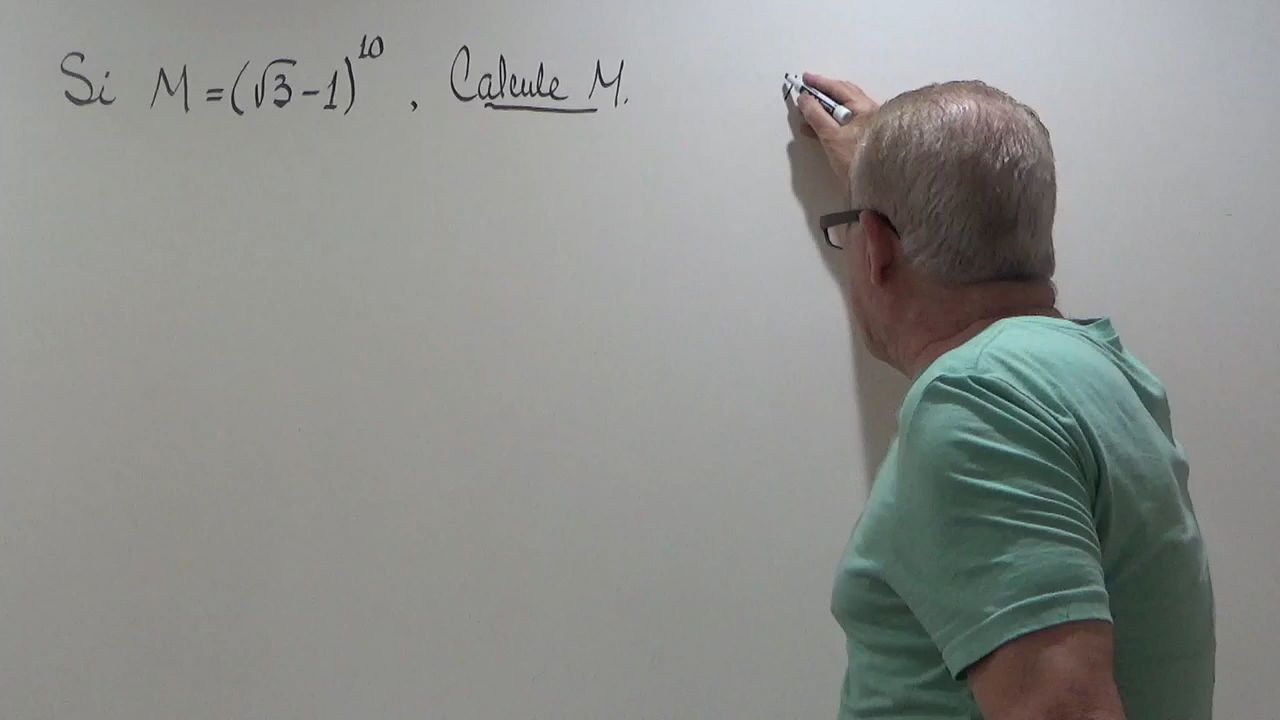 Si M = (√3 - 1)^10 , Calcule M.